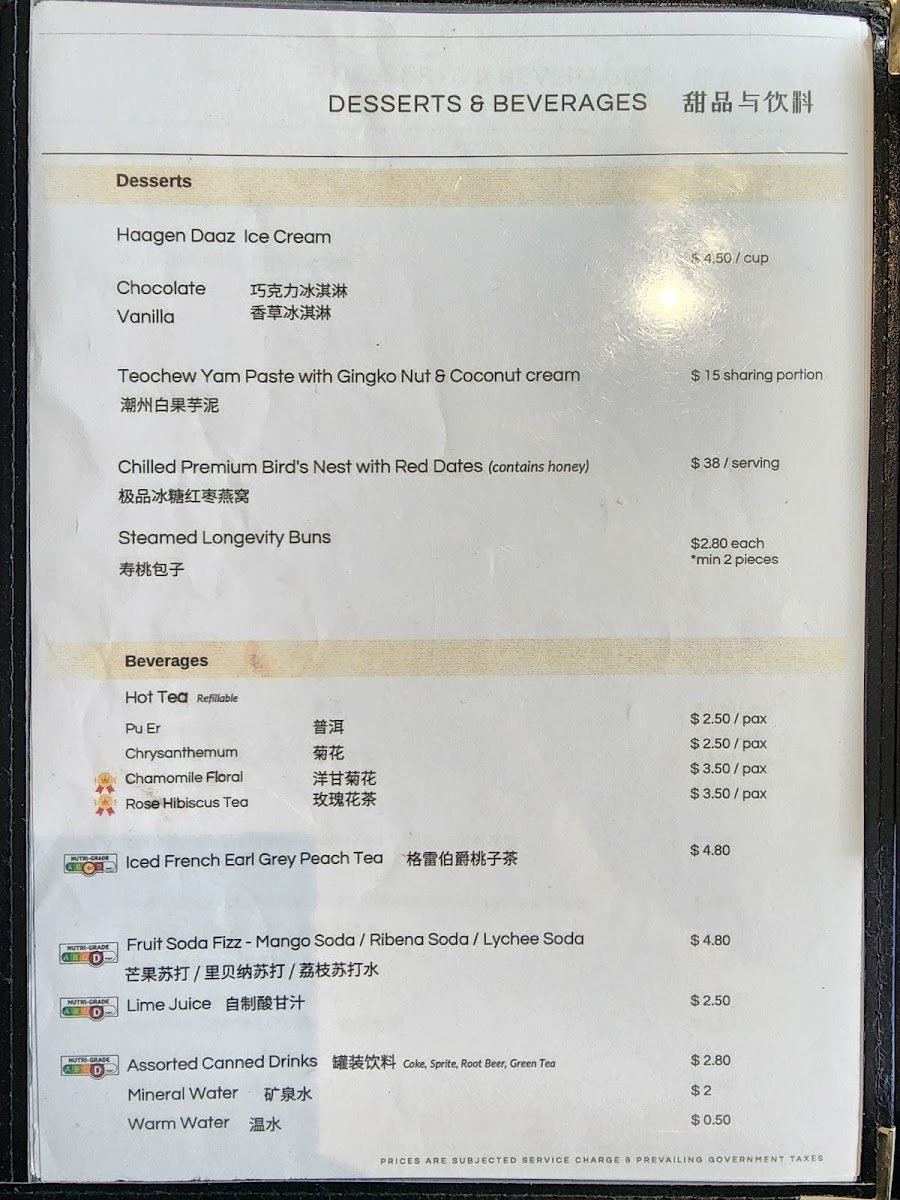 DESSERTS & BEVERAGES 甜品与饮料
Desserts
Haagen Daaz Ice Cream
$ 4.50 / cup
Chocolate 巧克力冰淇淋
Vanilla 香草冰淇淋
Teochew Yam Paste with Gingko Nut & Coconut cream $ 15 sharing portion
潮州白果芋泥
Chilled Premium Bird's Nest with Red Dates (contains honey) $ 38 / serving
极品冰糖红枣燕窝
Steamed Longevity Buns $2.80 each
*min 2 pieces
寿桃包子
Beverages
Hot Tea Refillable
Pu Er 普洱 $ 2.50 / pax
Chrysanthemum 菊花 $ 2.50 / pax
Chamomile Floral 洋甘菊花 $ 3.50 / pax
Rose Hibiscus Tea 玫瑰花茶 $ 3.50 / pax
NUTRI-GRADE
Iced French Earl Grey Peach Tea 格雷伯爵桃子茶 $ 4.80
NUTRI-GRADE
Fruit Soda Fizz - Mango Soda / Ribena Soda / Lychee Soda $ 4.80
芒果苏打 / 里贝纳苏打 / 荔枝苏打水
NUTRI-GRADE
Lime Juice 自制酸甘汁 $ 2.50
NUTRI-GRADE
Assorted Canned Drinks 罐装饮料 Coke, Sprite, Root Beer, Green Tea $ 2.80
Mineral Water 矿泉水 $ 2
Warm Water 温水 $ 0.50
PRICES ARE SUBJECTED SERVICE CHARGE & PREVAILING GOVERNMENT TAXES